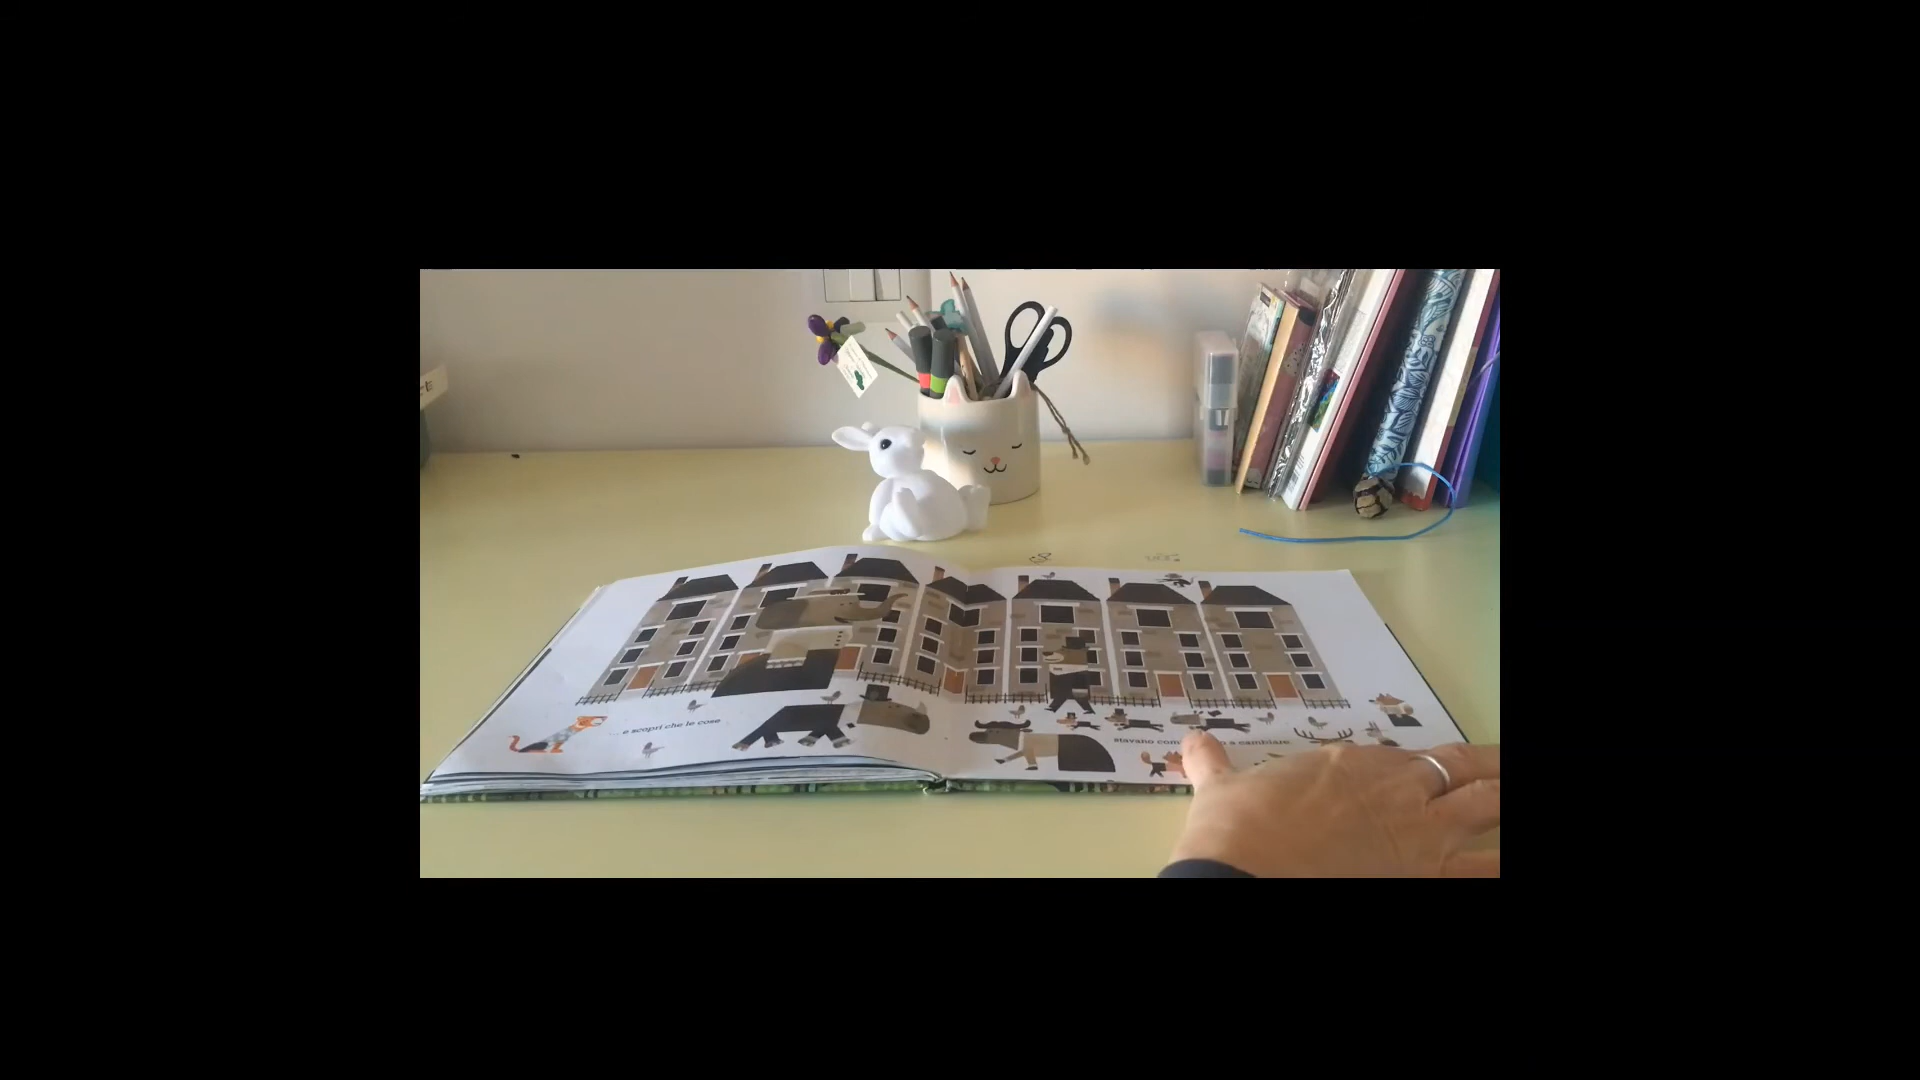 ... e scoprì che le cose
stavano com o a cambiare.